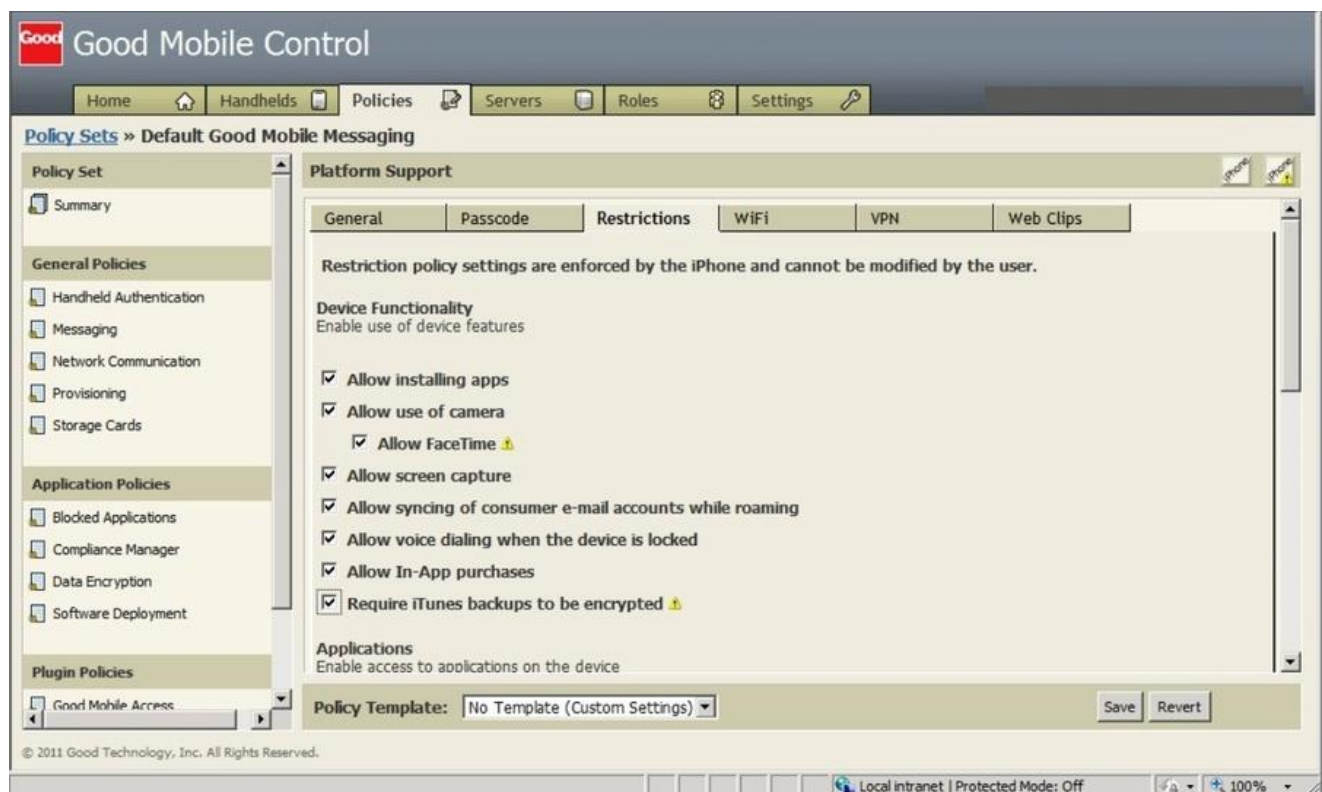 Good
Good Mobile Control
Home Handhelds Policies Servers Roles Settings
Policy Sets » Default Good Mobile Messaging
Policy Set
Summary
General Policies
Handheld Authentication
Messaging
Network Communication
Provisioning
Storage Cards
Application Policies
Blocked Applications
Compliance Manager
Data Encryption
Software Deployment
Plugin Policies
Good Mobile Access
Platform Support
iPhone iPhone
General Passcode Restrictions WiFi VPN Web Clips
Restriction policy settings are enforced by the iPhone and cannot be modified by the user.
Device Functionality
Enable use of device features
Allow installing apps
Allow use of camera
Allow FaceTime
Allow screen capture
Allow syncing of consumer e-mail accounts while roaming
Allow voice dialing when the device is locked
Allow In-App purchases
Require iTunes backups to be encrypted
Applications
Enable access to applications on the device
Policy Template: No Template (Custom Settings) Save Revert
© 2011 Good Technology, Inc. All Rights Reserved.
Local intranet | Protected Mode: Off 100%